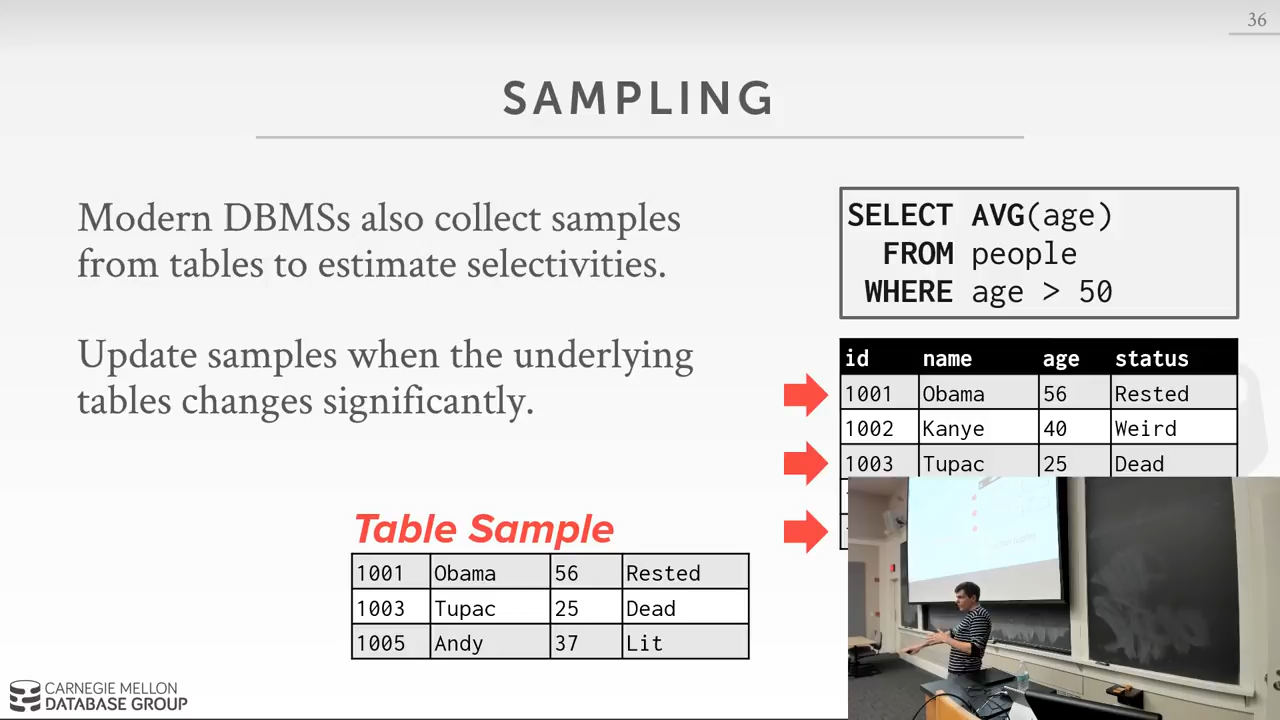 36
SAMPLING
Modern DBMSs also collect samples
from tables to estimate selectivities.
Update samples when the underlying
tables changes significantly.
SELECT AVG(age)
FROM people
WHERE age > 50
id name age status
1001 Obama 56 Rested
1002 Kanye 40 Weird
1003 Tupac 25 Dead
Table Sample
1001 Obama 56 Rested
1003 Tupac 25 Dead
1005 Andy 37 Lit
CARNEGIE MELLON
DATABASE GROUP